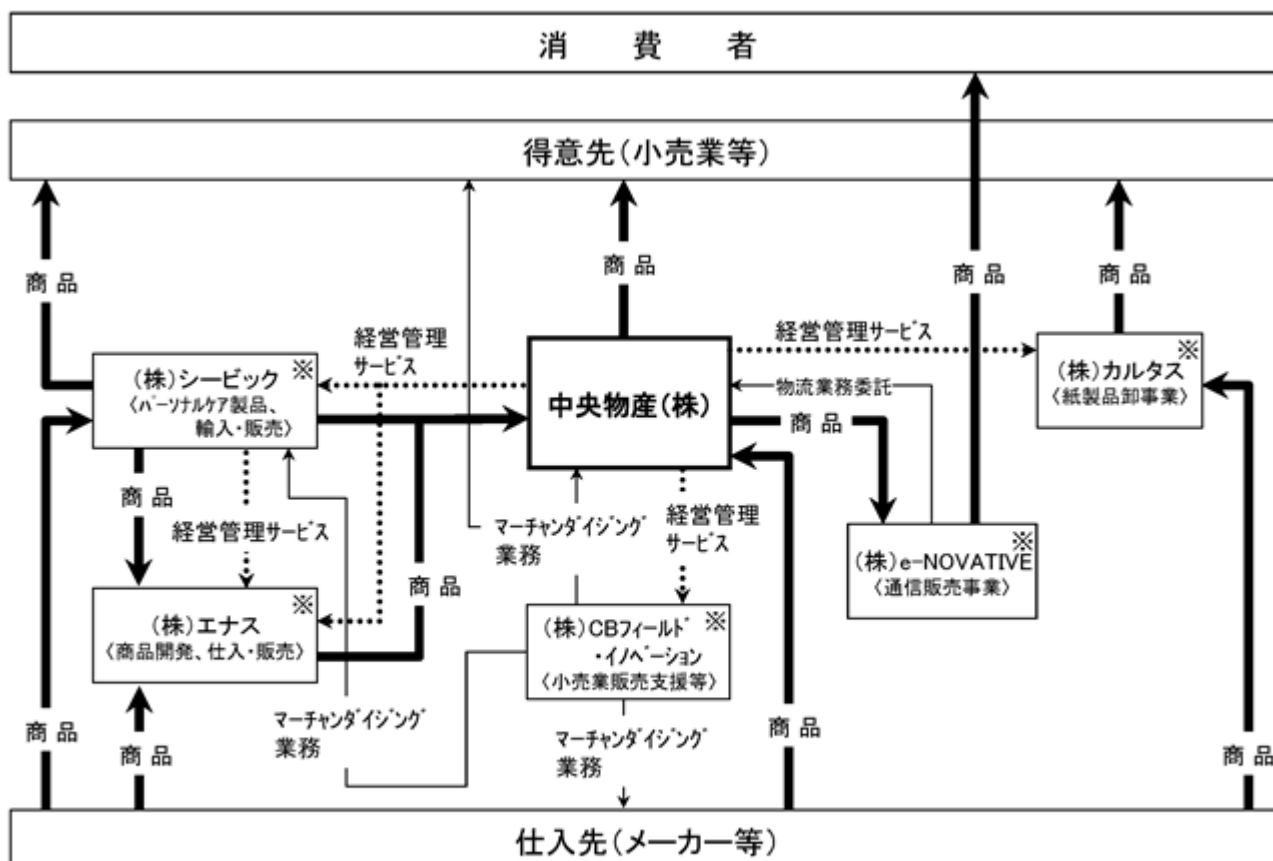 消　費　者
得意先(小売業等)
商 品
商 品
商 品
商 品
経営管理
ｻｰﾋﾞｽ
経営管理サービス
(株)シービック ※
〈ﾊﾟｰｿﾅﾙｹｱ製品、
輸入・販売〉
中央物産(株)
物流業務委託
商 品
(株)カルタス ※
〈紙製品卸事業〉
商 品
経営管理サービス
ﾏｰﾁｬﾝﾀﾞｲｼﾞﾝｸﾞ
業務
経営管理
ｻｰﾋﾞｽ
(株)e-NOVATIVE ※
〈通信販売事業〉
商 品
(株)エナス ※
〈商品開発、仕入・販売〉
(株)CBﾌｨｰﾙﾄﾞ ※
・ｲﾉﾍﾞｰｼｮﾝ
〈小売業販売支援等〉
商 品
商 品
ﾏｰﾁｬﾝﾀﾞｲｼﾞﾝｸﾞ
業務
ﾏｰﾁｬﾝﾀﾞｲｼﾞﾝｸﾞ
業務
商 品
商 品
仕入先(メーカー等)